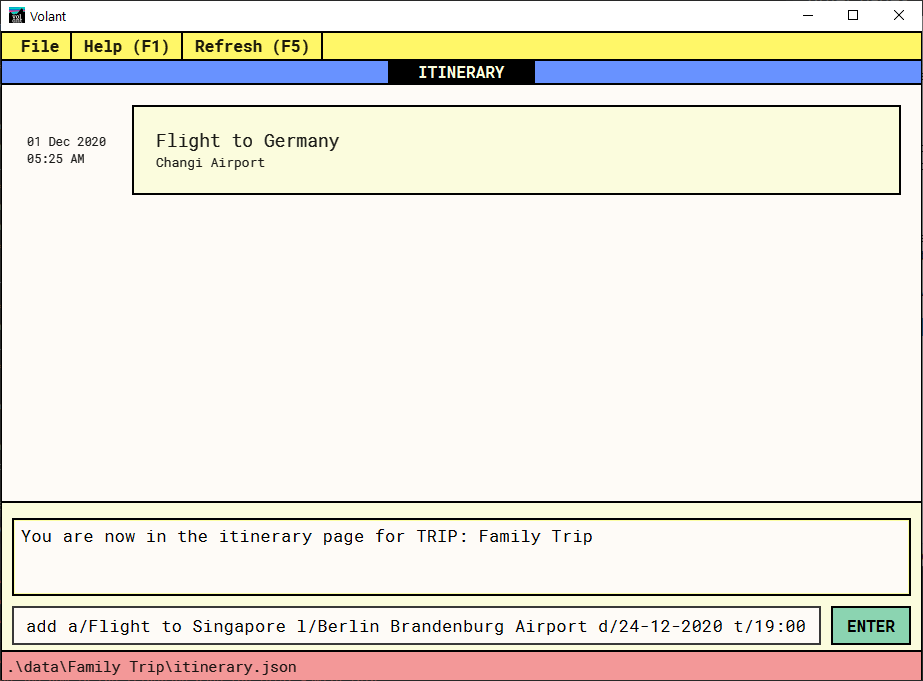 Volant
File Help (F1) Refresh (F5)
ITINERARY
01 Dec 2020
05:25 AM
Flight to Germany
Changi Airport
You are now in the itinerary page for TRIP: Family Trip
add a/Flight to Singapore l/Berlin Brandenburg Airport d/24-12-2020 t/19:00
ENTER
.\data\Family Trip\itinerary.json